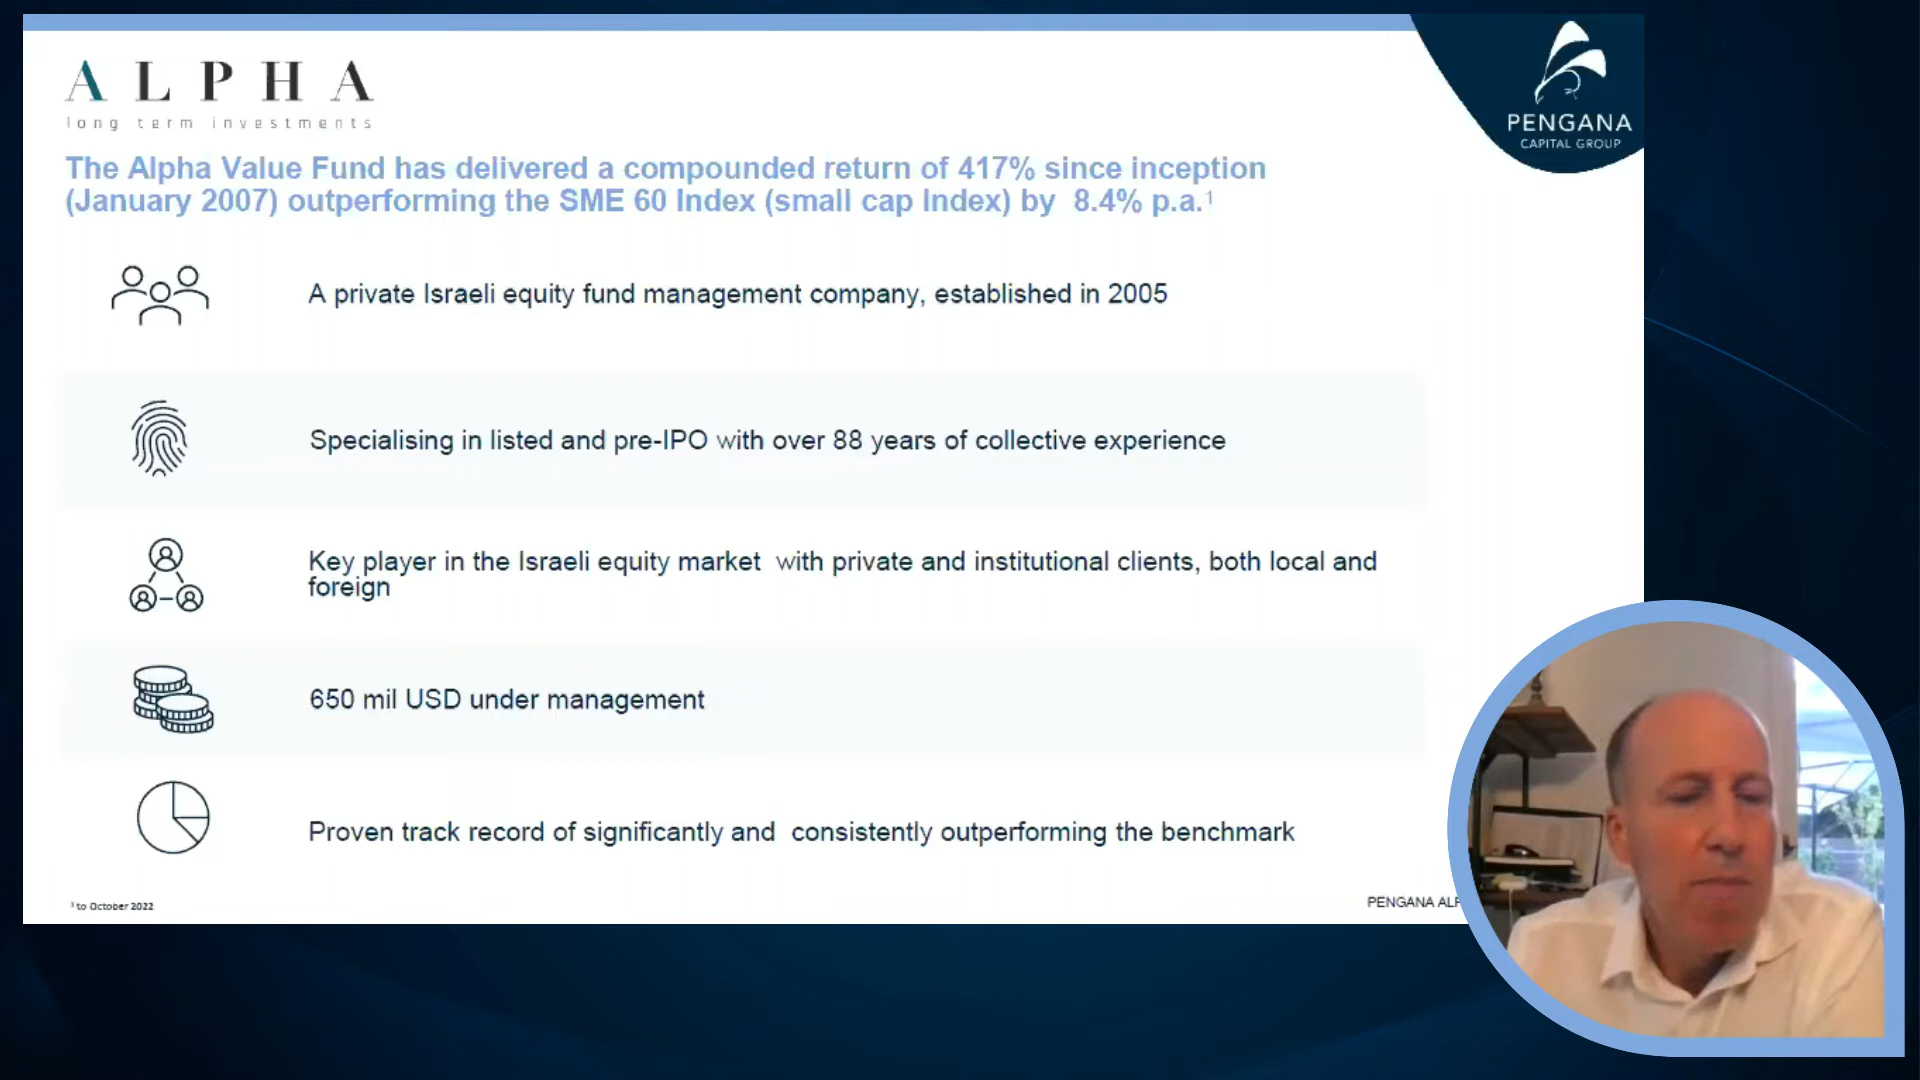 ALPHA
long term investments
PENGANA
CAPITAL GROUP
The Alpha Value Fund has delivered a compounded return of 417% since inception
(January 2007) outperforming the SME 60 Index (small cap Index) by 8.4% p.a.¹
A private Israeli equity fund management company, established in 2005
Specialising in listed and pre-IPO with over 88 years of collective experience
Key player in the Israeli equity market with private and institutional clients, both local and
foreign
650 mil USD under management
Proven track record of significantly and consistently outperforming the benchmark
¹ to October 2022
PENGANA